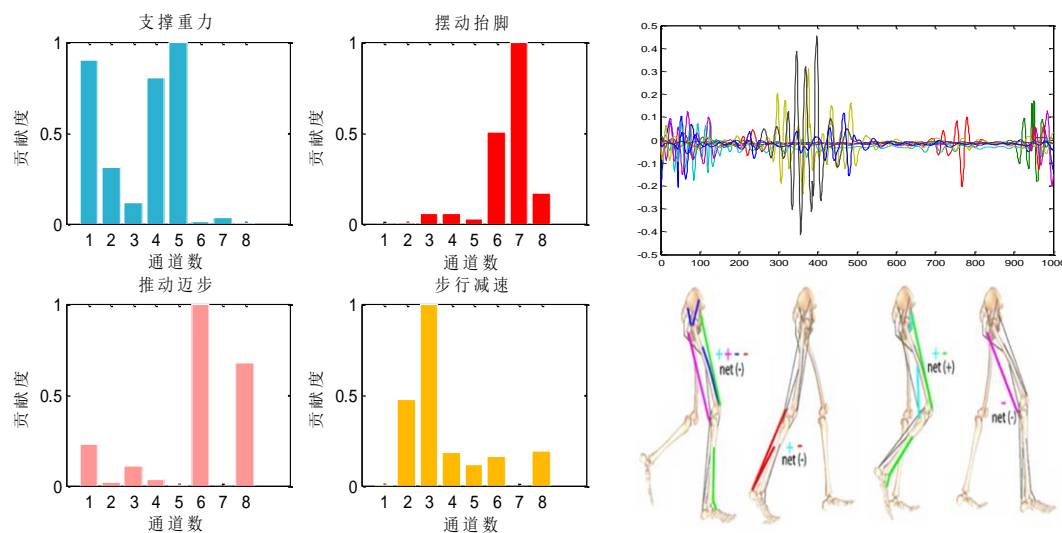 支撑重力
1
0.5
0
贡献度
1 2 3 4 5 6 7 8
通道数
摆动抬脚
1
0.5
0
贡献度
1 2 3 4 5 6 7 8
通道数
0.5
0.4
0.3
0.2
0.1
0
-0.1
-0.2
-0.3
-0.4
-0.5
0 100 200 300 400 500 600 700 800 900 1000
推动迈步
1
0.5
0
贡献度
1 2 3 4 5 6 7 8
通道数
步行减速
1
0.5
0
贡献度
1 2 3 4 5 6 7 8
通道数
+ + - -
net (-)
+ -
net (-)
+ -
net (+)
-
net (-)